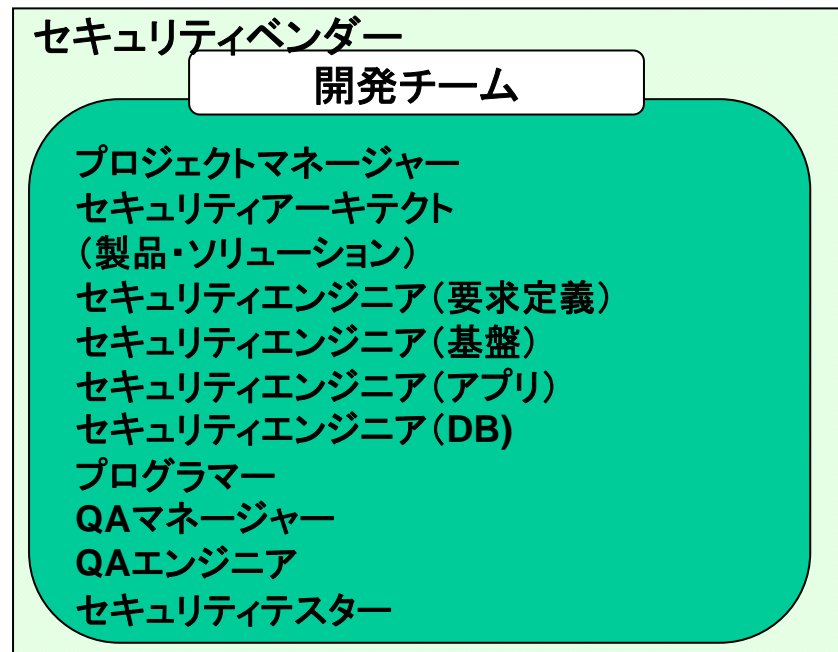 セキュリティベンダー
開発チーム
プロジェクトマネージャー
セキュリティアーキテクト
（製品・ソリューション）
セキュリティエンジニア（要求定義）
セキュリティエンジニア（基盤）
セキュリティエンジニア（アプリ）
セキュリティエンジニア（DB)
プログラマー
QAマネージャー
QAエンジニア
セキュリティテスター